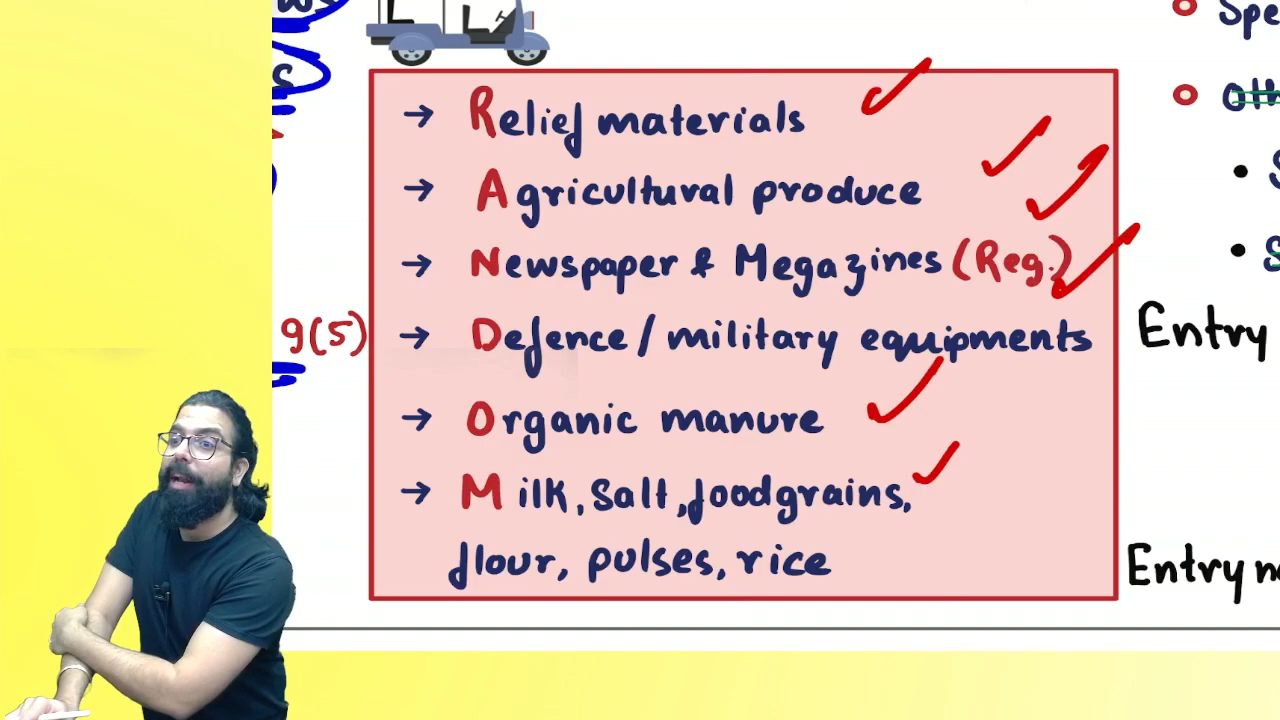 Spe
Oth
S
S
→ Relief materials
→ Agricultural produce
→ Newspaper & Megazines (Reg.)
9(5)
→ Defence/military equipments
Entry
→ Organic manure
→ Milk, Salt, foodgrains,
flour, pulses, rice
Entry n